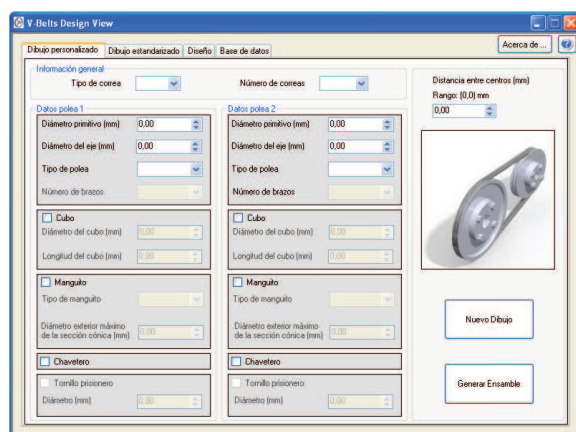 V-Belts Design View
Dibujo personalizado Dibujo estandarizado Diseño Base de datos
Acerca de ...
Información general
Tipo de correa
Número de correas
Datos polea 1
Diámetro primitivo (mm) 0,00
Diámetro del eje (mm) 0,00
Tipo de polea
Número de brazos
Cubo
Diámetro del cubo (mm) 0,00
Longitud del cubo (mm) 0,00
Manguito
Tipo de manguito
Diámetro exterior máximo
de la sección cónica (mm) 0,00
Chavetero
Tornillo prisionero
Diámetro (mm) 0,00
Datos polea 2
Diámetro primitivo (mm) 0,00
Diámetro del eje (mm) 0,00
Tipo de polea
Número de brazos
Cubo
Diámetro del cubo (mm) 0,00
Longitud del cubo (mm) 0,00
Manguito
Tipo de manguito
Diámetro exterior máximo
de la sección cónica (mm) 0,00
Chavetero
Tornillo prisionero
Diámetro (mm) 0,00
Distancia entre centros (mm)
Rango: (0,0) mm
0,00
Nuevo Dibujo
Generar Ensamble